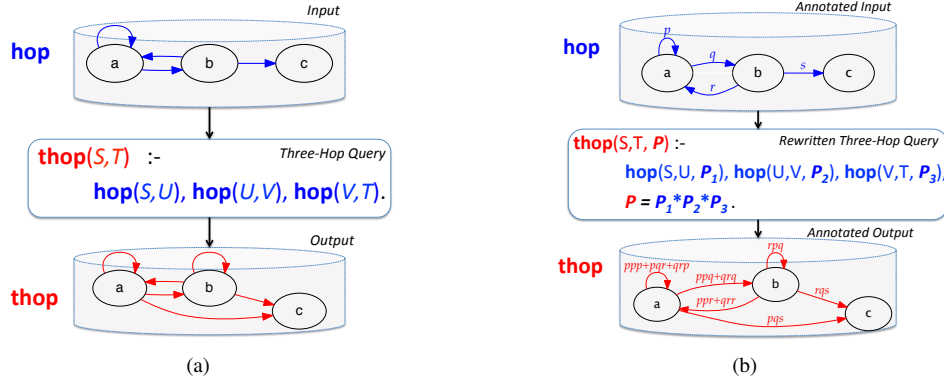 Input
hop
a
b
c
thop(S,T) :-
Three-Hop Query
hop(S,U), hop(U,V), hop(V,T).
Output
thop
a
b
c
(a)
Annotated Input
hop
p
q
a
b
s
c
r
Rewritten Three-Hop Query
thop(S,T, P) :-
hop(S,U, P1), hop(U,V, P2), hop(V,T, P3),
P = P1*P2*P3 .
Annotated Output
thop
rpq
ppp+pqr+qrp
ppq+qrq
b
rqs
a
ppr+qrr
pqs
c
(b)